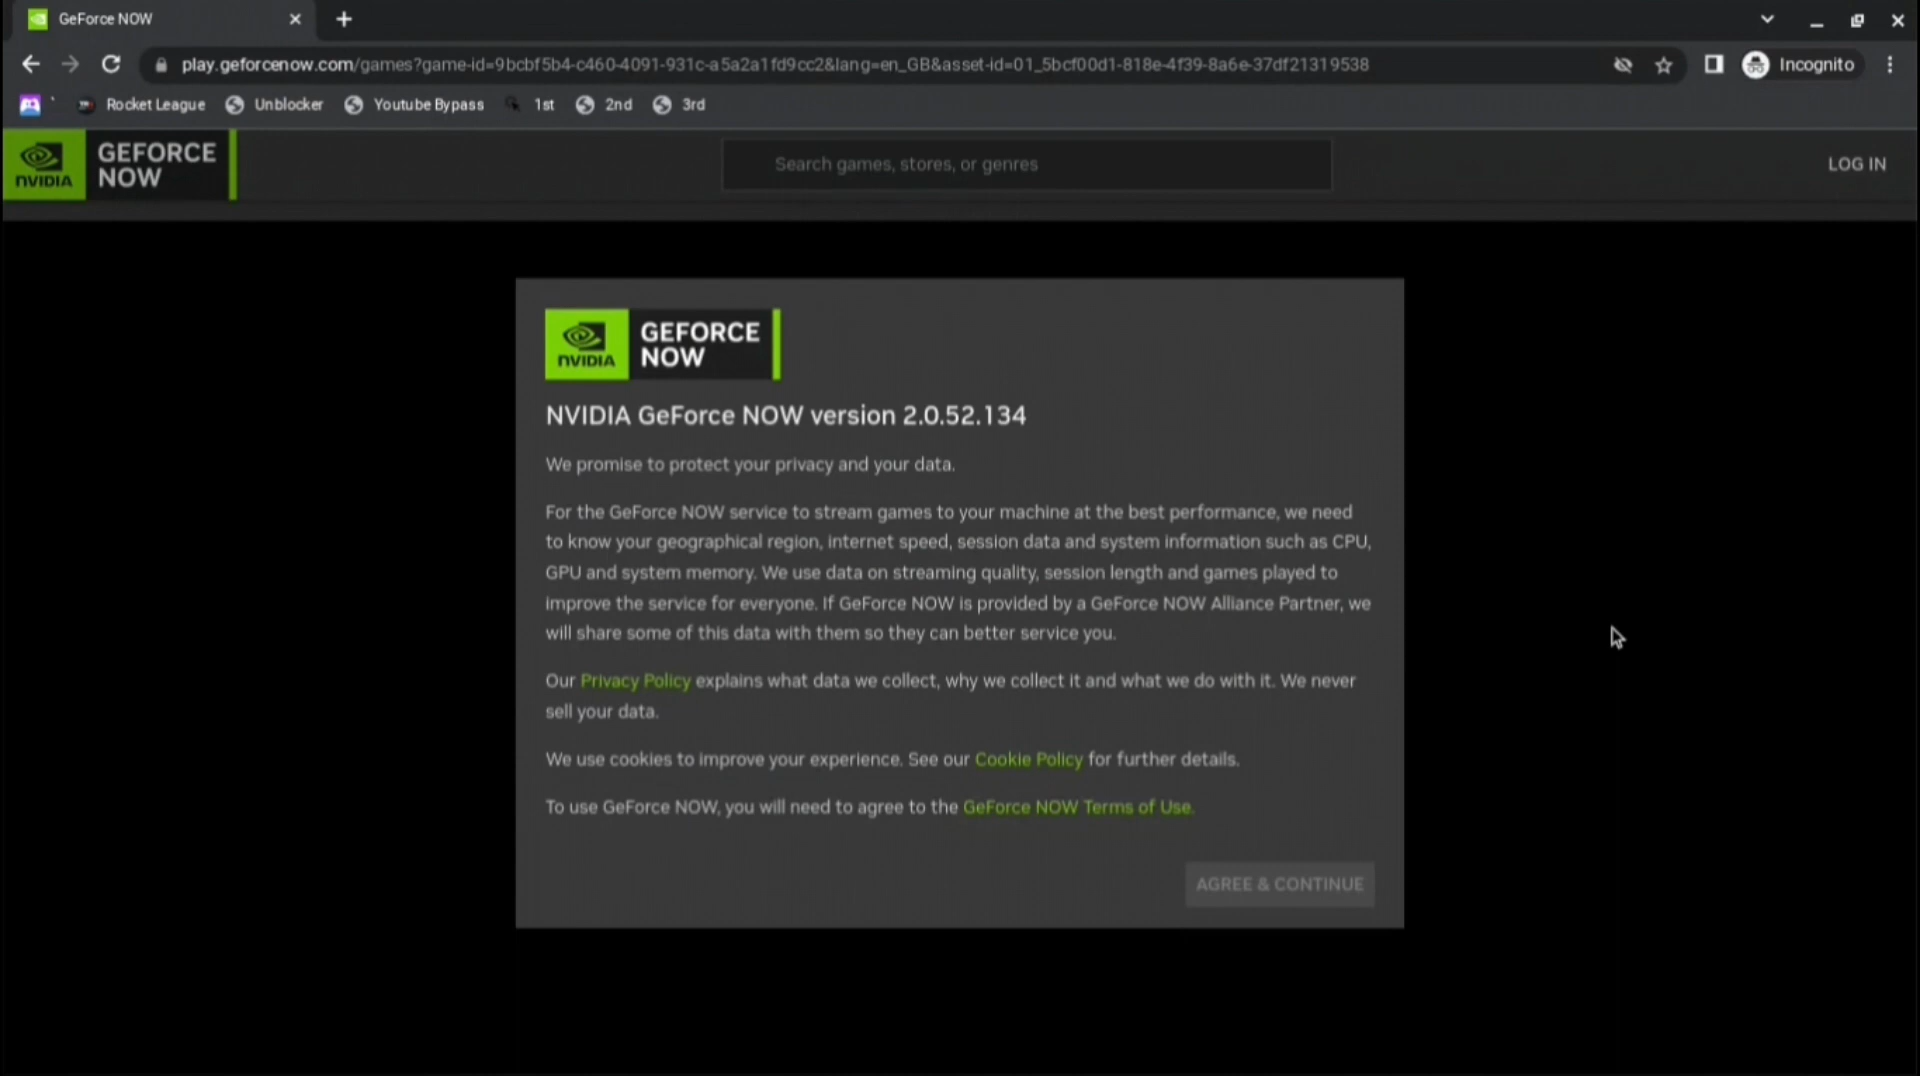 GeForce NOW
play.geforcenow.com/games?game-id=9bcbf5b4-c460-4091-931c-a5a2a1fd9cc2&lang=en_GB&asset-id=01_5bcf00d1-818e-4f39-8a6e-37df21319538
Incognito
Rocket League Unblocker Youtube Bypass 1st 2nd 3rd
NVIDIA GEFORCE NOW
Search games, stores, or genres
LOG IN
NVIDIA GEFORCE NOW
NVIDIA GeForce NOW version 2.0.52.134
We promise to protect your privacy and your data.
For the GeForce NOW service to stream games to your machine at the best performance, we need
to know your geographical region, internet speed, session data and system information such as CPU,
GPU and system memory. We use data on streaming quality, session length and games played to
improve the service for everyone. If GeForce NOW is provided by a GeForce NOW Alliance Partner, we
will share some of this data with them so they can better service you.
Our Privacy Policy explains what data we collect, why we collect it and what we do with it. We never
sell your data.
We use cookies to improve your experience. See our Cookie Policy for further details.
To use GeForce NOW, you will need to agree to the GeForce NOW Terms of Use.
AGREE & CONTINUE